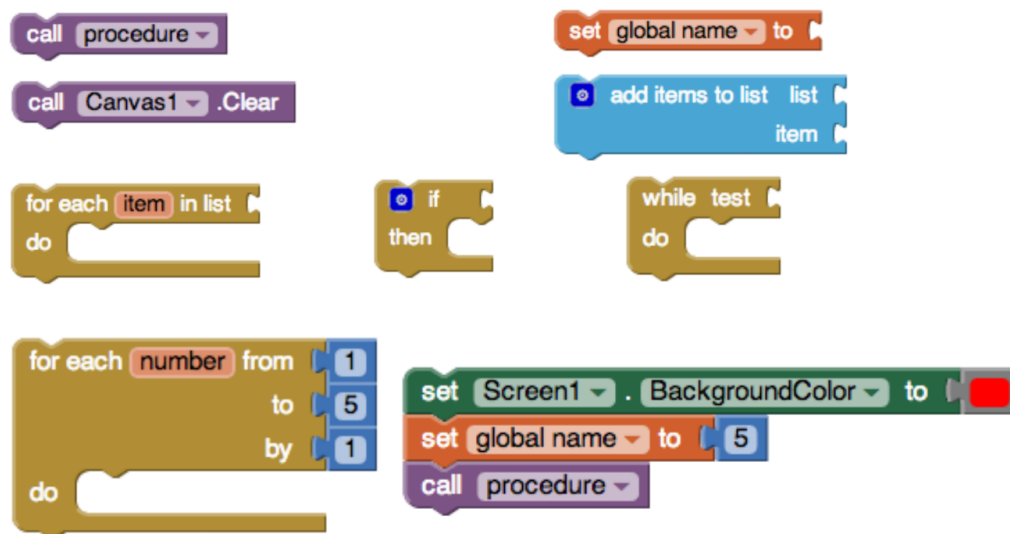 call procedure
set global name to
call Canvas1 .Clear
add items to list list
item
for each item in list
do
if
then
while test
do
for each number from 1
to 5
by 1
do
set Screen1 . BackgroundColor to
set global name to 5
call procedure